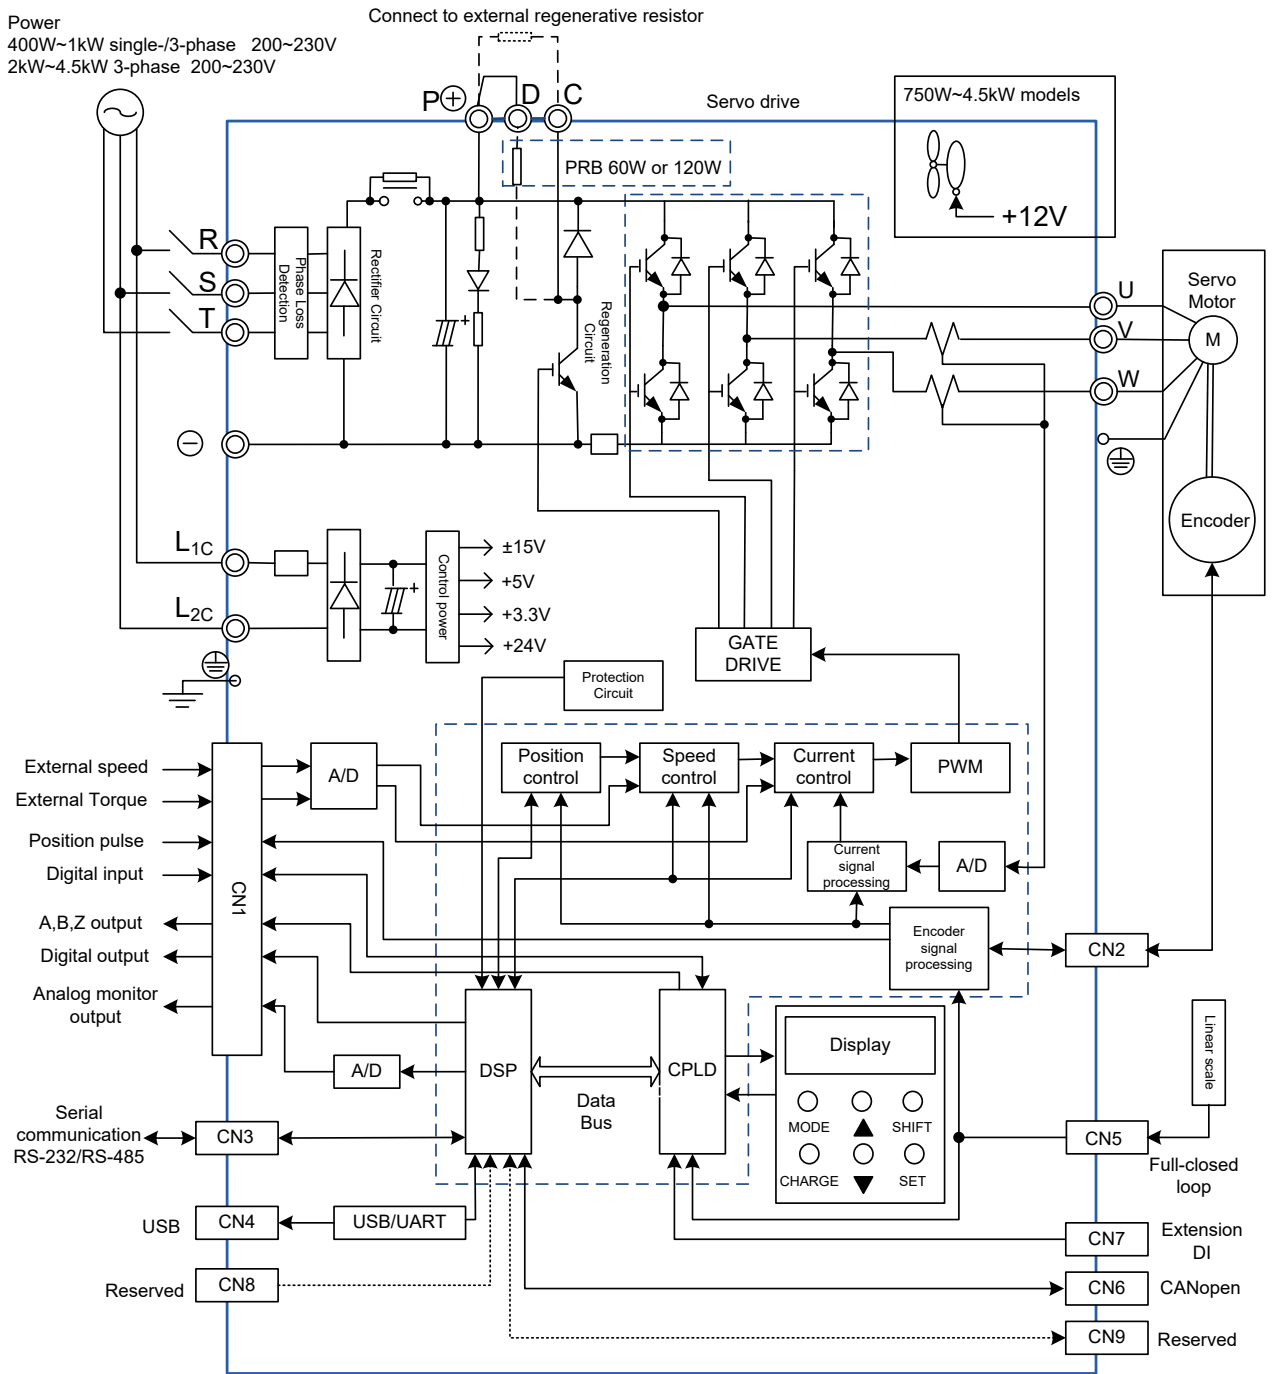 Power
400W~1kW single-/3-phase 200~230V
2kW~4.5kW 3-phase 200~230V
Connect to external regenerative resistor
P
D
C
Servo drive
750W~4.5kW models
+12V
PRB 60W or 120W
R
S
T
Phase Loss
Detection
Rectifier Circuit
+
Regeneration
Circuit
U
V
W
Servo
Motor
M
Encoder
L1C
L2C
+
Control power
±15V
+5V
+3.3V
+24V
GATE
DRIVE
Protection
Circuit
External speed
External Torque
Position pulse
Digital input
A,B,Z output
Digital output
Analog monitor
output
CN1
A/D
Position
control
Speed
control
Current
control
PWM
Current
signal
processing
A/D
Encoder
signal
processing
CN2
A/D
DSP
Data
Bus
CPLD
Display
MODE
SHIFT
CHARGE
SET
Linear scale
Serial
communication
RS-232/RS-485
CN3
CN5
Full-closed
loop
USB
CN4
USB/UART
CN7
Extension
DI
Reserved
CN8
CN6
CANopen
CN9
Reserved